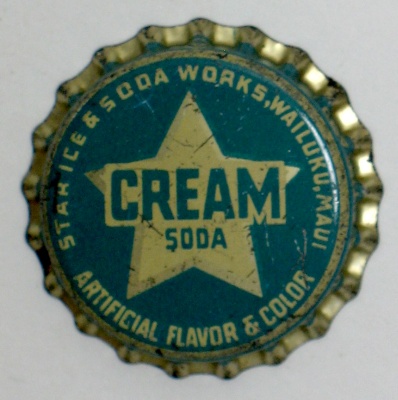 STAR ICE & SODA WORKS, WAILUKU, MAUI
CREAM
SODA
ARTIFICIAL FLAVOR & COLOR